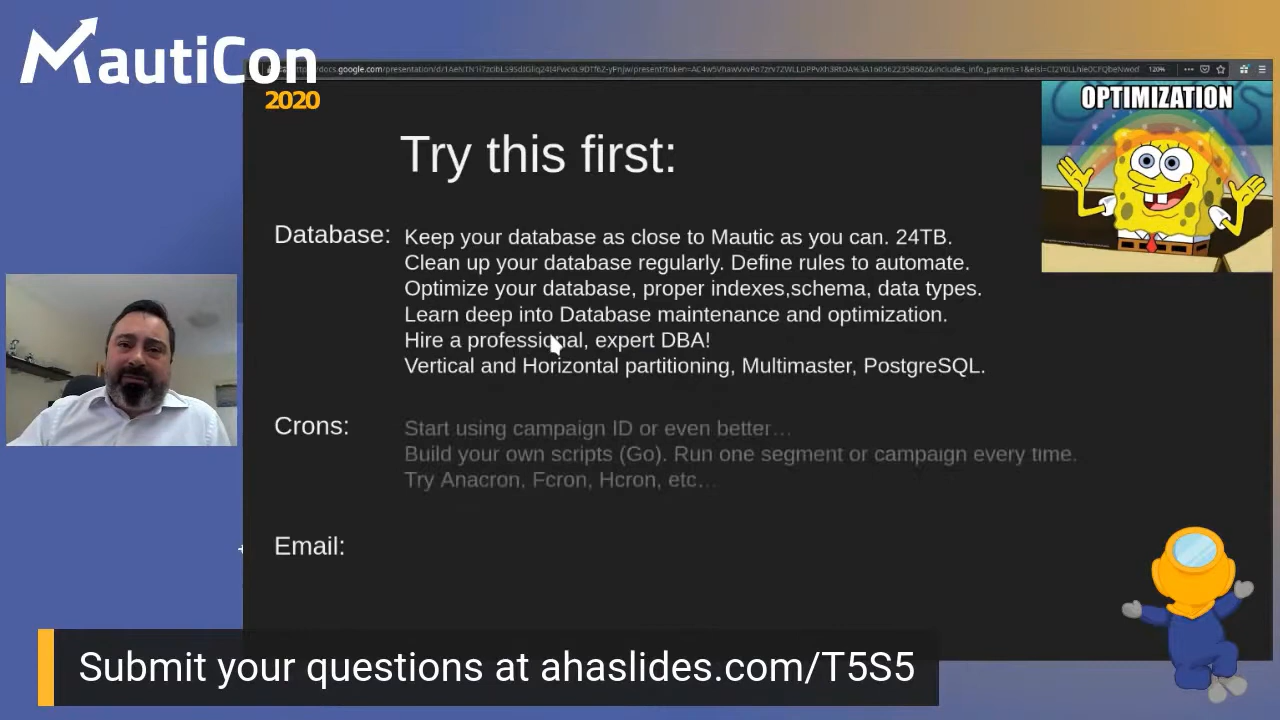 MautiCon
2020
120%
OPTIMIZATION
Try this first:
Database:
Keep your database as close to Mautic as you can. 24TB.
Clean up your database regularly. Define rules to automate.
Optimize your database, proper indexes,schema, data types.
Learn deep into Database maintenance and optimization.
Hire a professional, expert DBA!
Vertical and Horizontal partitioning, Multimaster, PostgreSQL.
Crons:
Start using campaign ID or even better…
Build your own scripts (Go). Run one segment or campaign every time.
Try Anacron, Fcron, Hcron, etc…
Email:
Submit your questions at ahaslides.com/T5S5